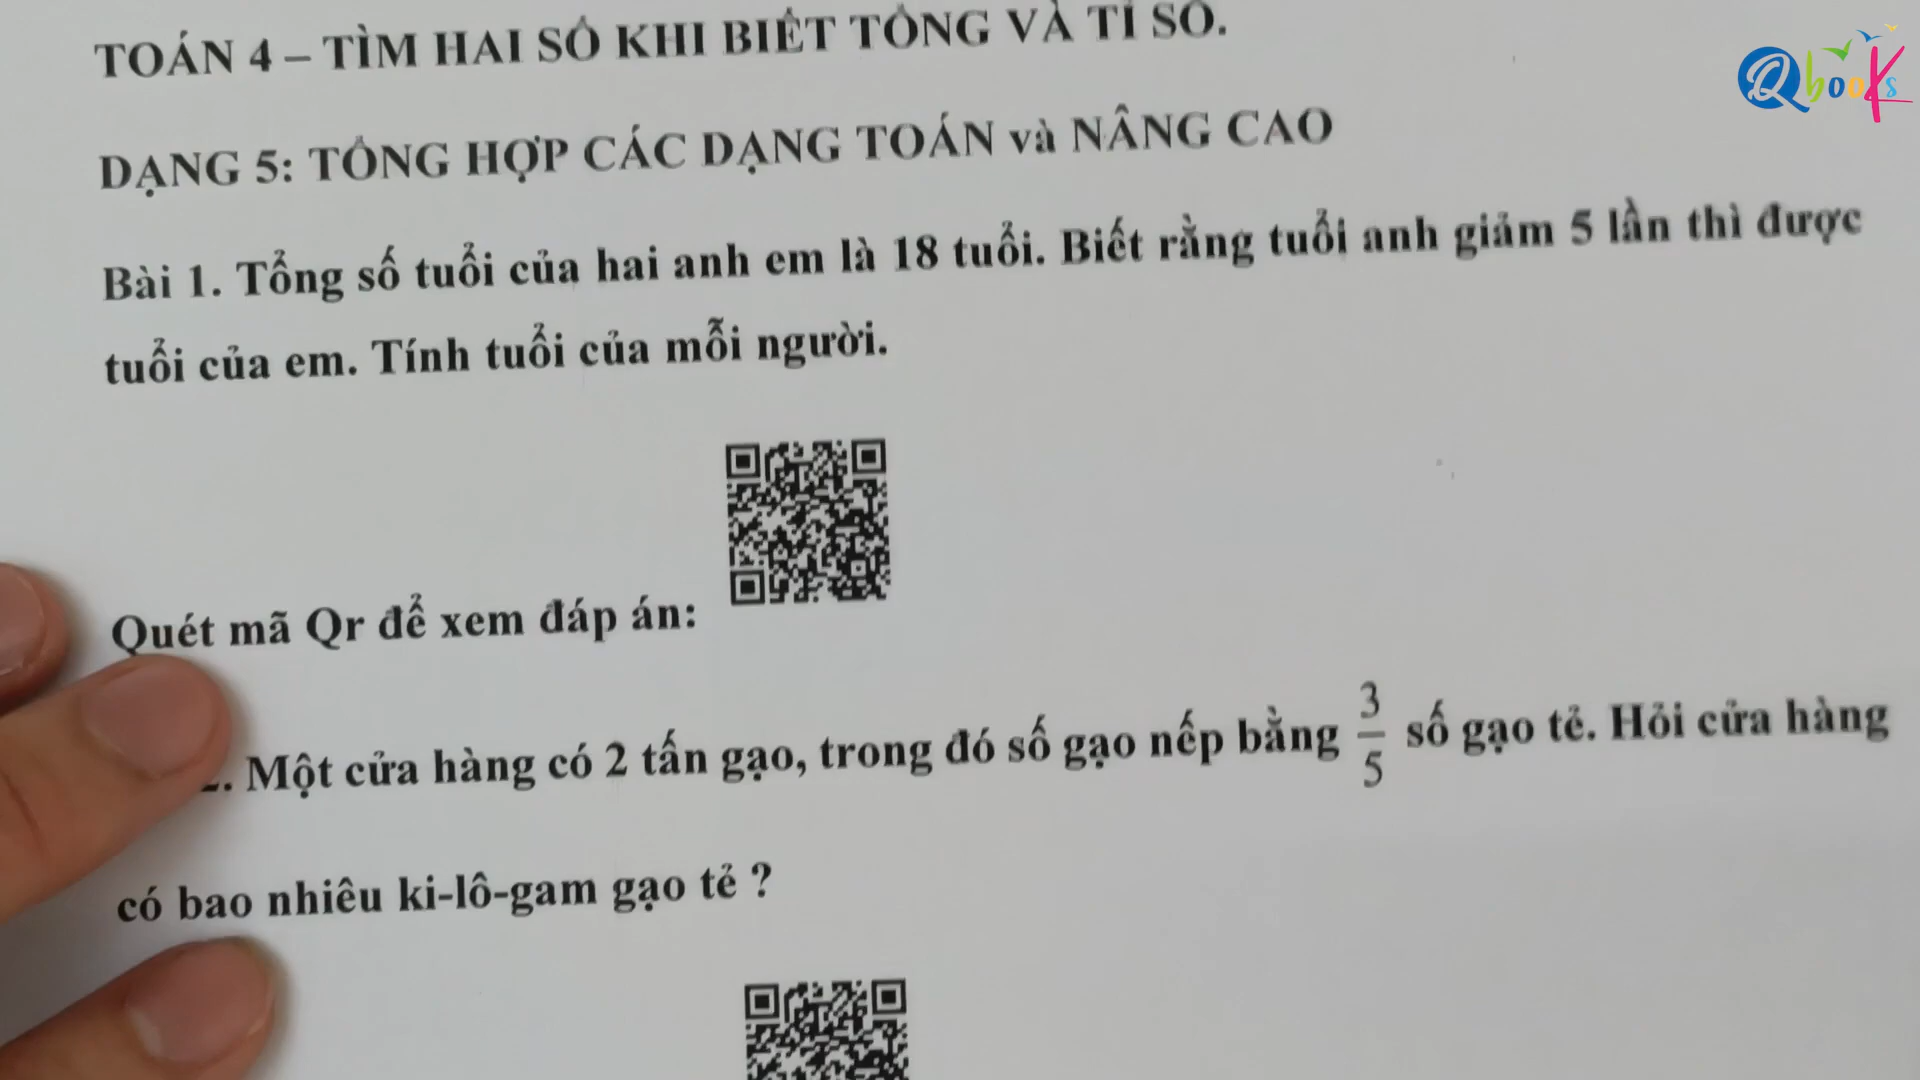 Qbooks
TOÁN 4 – TÌM HAI SỐ KHI BIẾT TỔNG VÀ TỈ SỐ.
DẠNG 5: TỔNG HỢP CÁC DẠNG TOÁN và NÂNG CAO
Bài 1. Tổng số tuổi của hai anh em là 18 tuổi. Biết rằng tuổi anh giảm 5 lần thì được
tuổi của em. Tính tuổi của mỗi người.
Quét mã Qr để xem đáp án:
Một cửa hàng có 2 tấn gạo, trong đó số gạo nếp bằng 3/5 số gạo tẻ. Hỏi cửa hàng
có bao nhiêu ki-lô-gam gạo tẻ ?